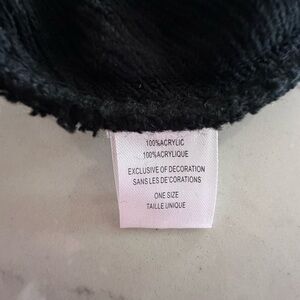 100%ACRYLIC
100%ACRYLIQUE
EXCLUSIVE OF DECORATION
SANS LES DE'CORATIONS
ONE SIZE
TAILLE UNIQUE